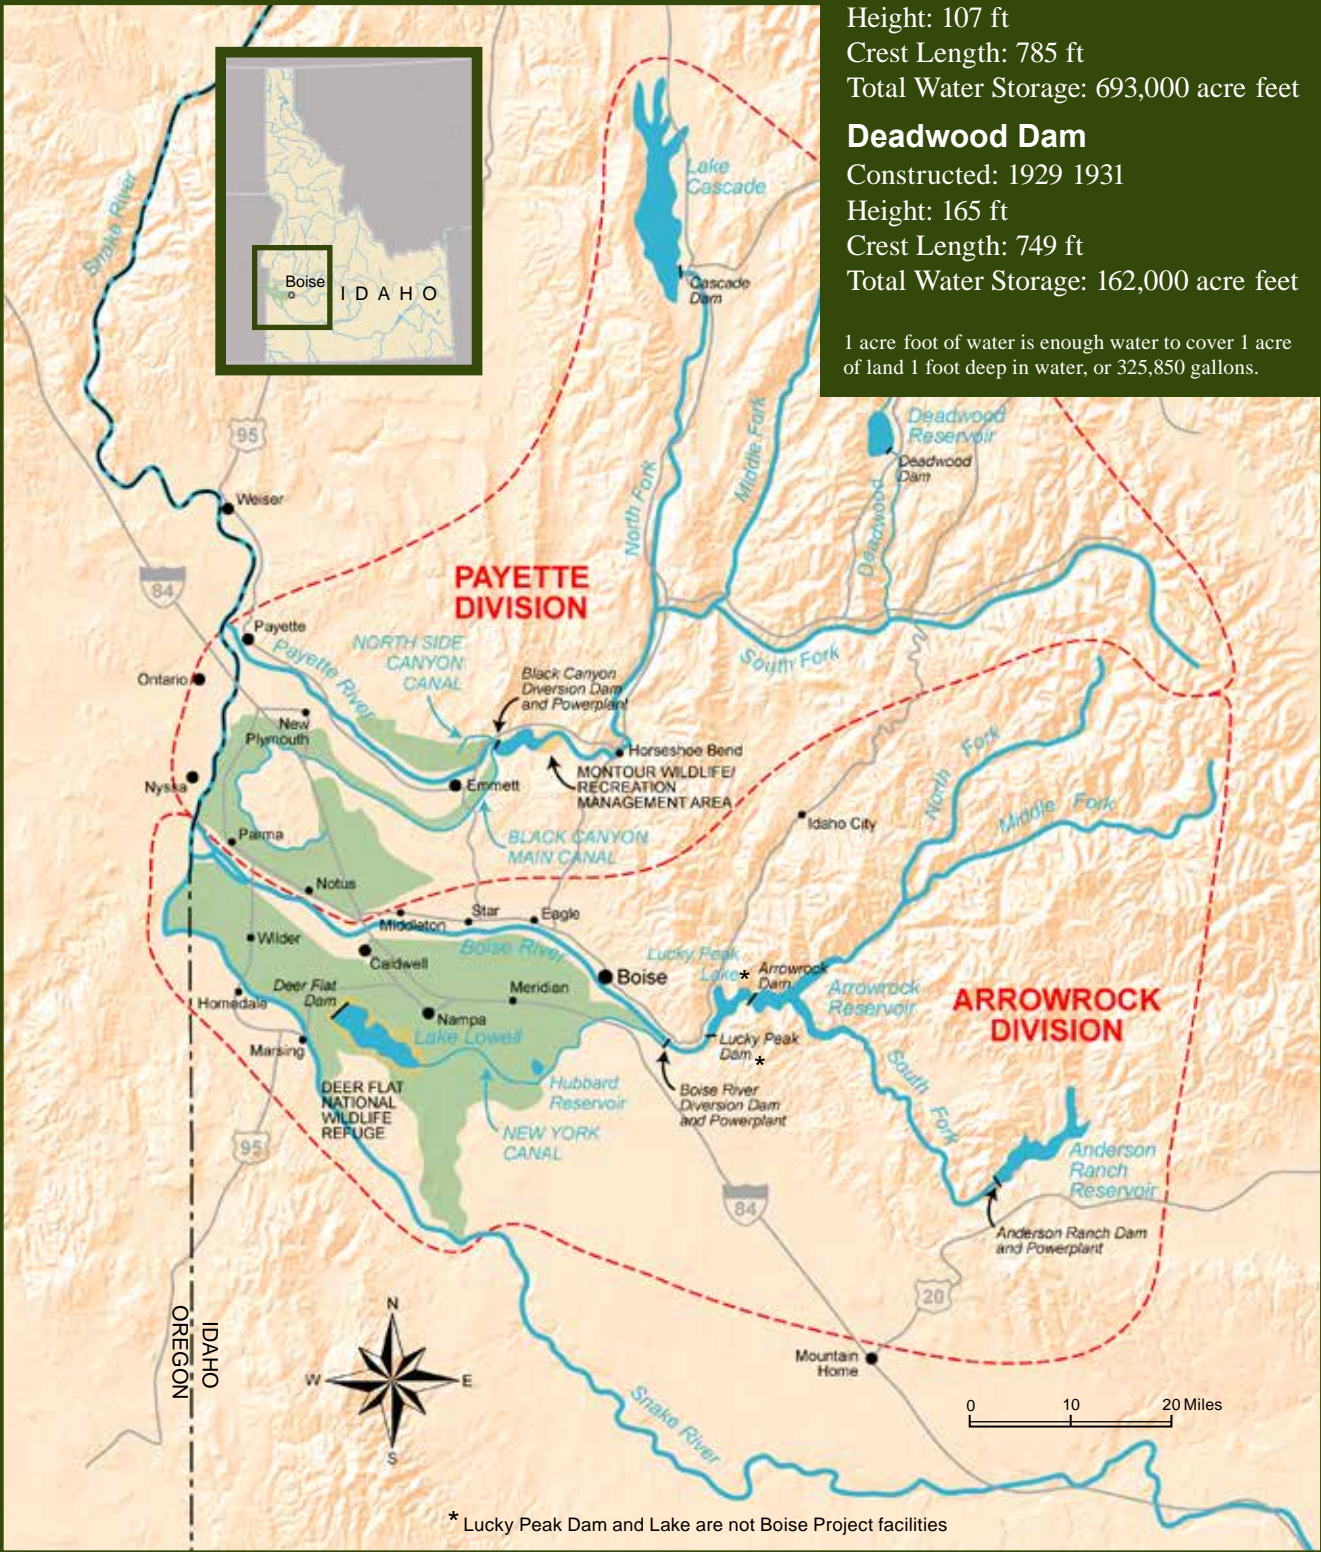 Height: 107 ft
Crest Length: 785 ft
Total Water Storage: 693,000 acre feet
Deadwood Dam
Constructed: 1929 1931
Height: 165 ft
Crest Length: 749 ft
Total Water Storage: 162,000 acre feet
1 acre foot of water is enough water to cover 1 acre
of land 1 foot deep in water, or 325,850 gallons.
Boise
IDAHO
Snake River
Lake
Cascade
Cascade
Dam
95
Weiser
84
North Fork
Middle Fork
Deadwood
Reservoir
Deadwood
Dam
Deadwood
PAYETTE
DIVISION
Payette
Payette River
NORTH SIDE
CANYON
CANAL
Black Canyon
Diversion Dam
and Powerplant
South Fork
Ontario
New
Plymouth
Horseshoe Bend
Nyssa
Emmett
MONTOUR WILDLIFE/
RECREATION
MANAGEMENT AREA
North Fork
Middle Fork
Idaho City
Parma
BLACK CANYON
MAIN CANAL
Notus
Middleton
Star
Eagle
Wilder
Caldwell
Boise River
Boise
Lucky Peak
Lake*
Arrowrock
Dam
Arrowrock
Reservoir
ARROWROCK
DIVISION
Homedale
Deer Flat
Dam
Nampa
Meridian
Lake Lowell
Marsing
Lucky Peak
Dam *
South Fork
DEER FLAT
NATIONAL
WILDLIFE
REFUGE
Hubbard
Reservoir
Boise River
Diversion Dam
and Powerplant
NEW YORK
CANAL
95
Anderson
Ranch
Reservoir
84
Anderson Ranch Dam
and Powerplant
20
IDAHO
OREGON
N
W
E
S
Mountain
Home
0 10 20 Miles
Snake River
* Lucky Peak Dam and Lake are not Boise Project facilities